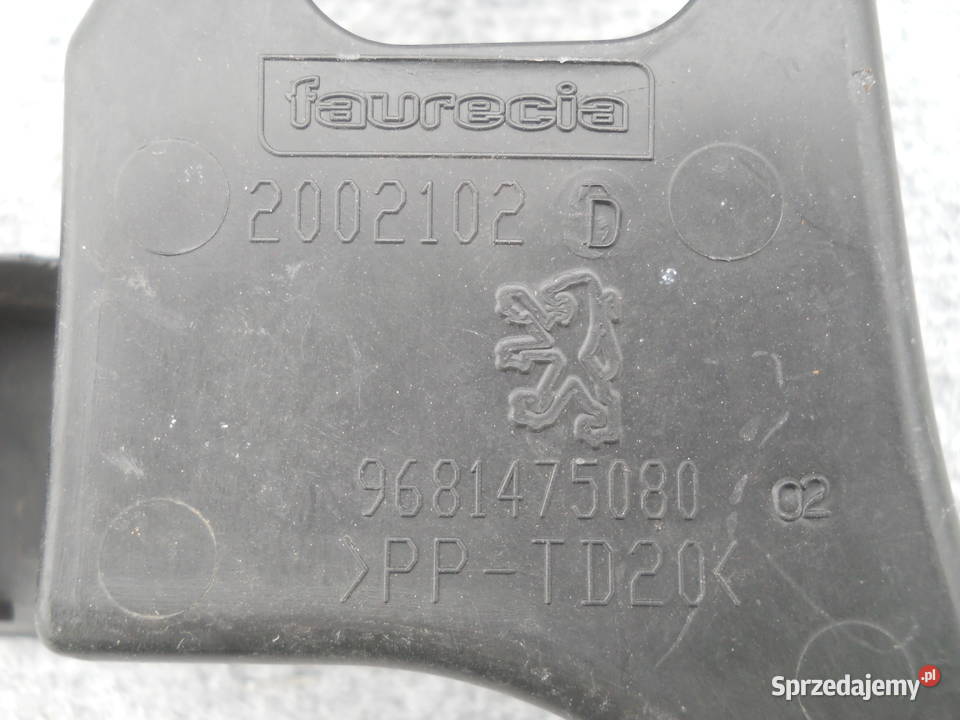 faurecia
2002102 D
9681475080 02
>PP-TD20<
Sprzedajemy.pl